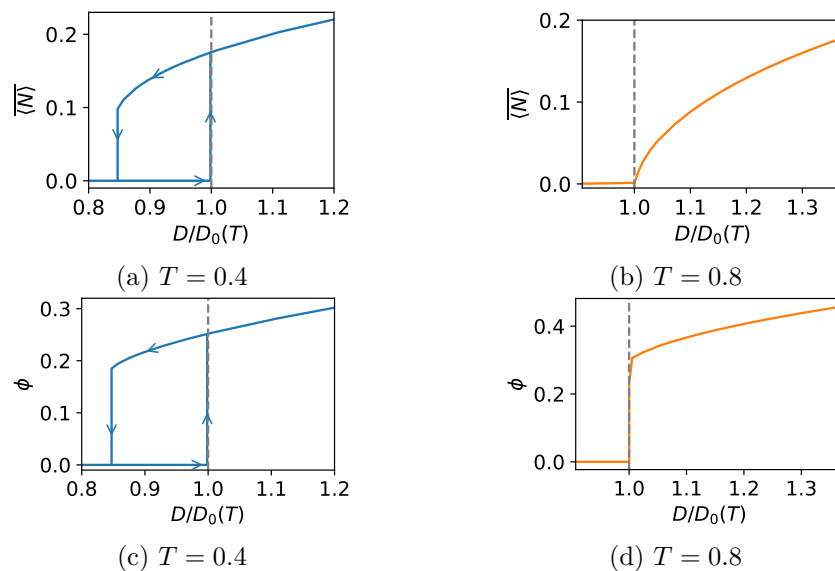 0.2
0.1
0.0
⟨N⟩
0.8 0.9 1.0 1.1 1.2
D/D₀(T)
(a) T = 0.4
0.2
0.1
0.0
⟨N⟩
1.0 1.1 1.2 1.3
D/D₀(T)
(b) T = 0.8
0.3
0.2
0.1
0.0
ϕ
0.8 0.9 1.0 1.1 1.2
D/D₀(T)
(c) T = 0.4
0.4
0.2
0.0
ϕ
1.0 1.1 1.2 1.3
D/D₀(T)
(d) T = 0.8